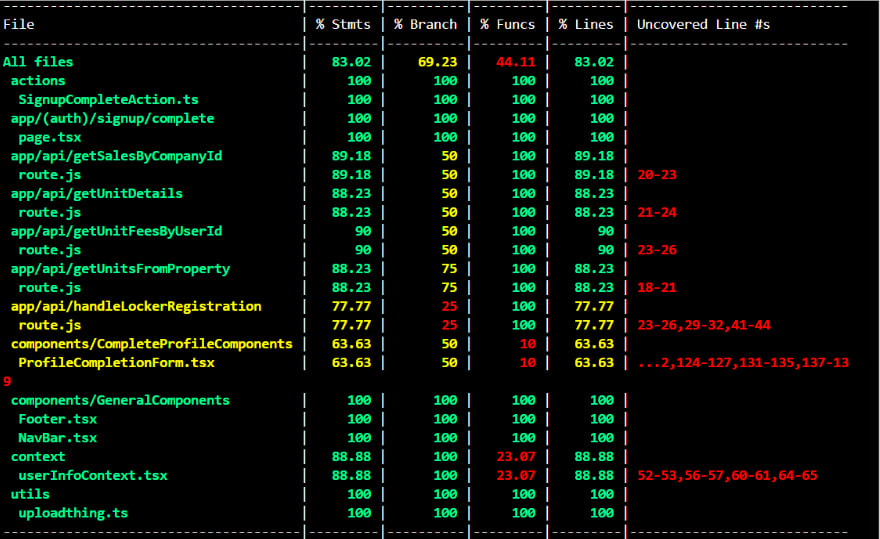 File | % Stmts | % Branch | % Funcs | % Lines | Uncovered Line #s
All files | 83.02 | 69.23 | 44.11 | 83.02 |
actions | 100 | 100 | 100 | 100 |
SignupCompleteAction.ts | 100 | 100 | 100 | 100 |
app/(auth)/signup/complete | 100 | 100 | 100 | 100 |
page.tsx | 100 | 100 | 100 | 100 |
app/api/getSalesByCompanyId | 89.18 | 50 | 100 | 89.18 |
route.js | 89.18 | 50 | 100 | 89.18 | 20-23
app/api/getUnitDetails | 88.23 | 50 | 100 | 88.23 |
route.js | 88.23 | 50 | 100 | 88.23 | 21-24
app/api/getUnitFeesByUserId | 90 | 50 | 100 | 90 |
route.js | 90 | 50 | 100 | 90 | 23-26
app/api/getUnitsFromProperty | 88.23 | 75 | 100 | 88.23 |
route.js | 88.23 | 75 | 100 | 88.23 | 18-21
app/api/handleLockerRegistration | 77.77 | 25 | 100 | 77.77 |
route.js | 77.77 | 25 | 100 | 77.77 | 23-26,29-32,41-44
components/CompleteProfileComponents | 63.63 | 50 | 10 | 63.63 |
ProfileCompletionForm.tsx | 63.63 | 50 | 10 | 63.63 | ...2,124-127,131-135,137-13
9
components/GeneralComponents | 100 | 100 | 100 | 100 |
Footer.tsx | 100 | 100 | 100 | 100 |
NavBar.tsx | 100 | 100 | 100 | 100 |
context | 88.88 | 100 | 23.07 | 88.88 |
userInfoContext.tsx | 88.88 | 100 | 23.07 | 88.88 | 52-53,56-57,60-61,64-65
utils | 100 | 100 | 100 | 100 |
uploadthing.ts | 100 | 100 | 100 | 100 |